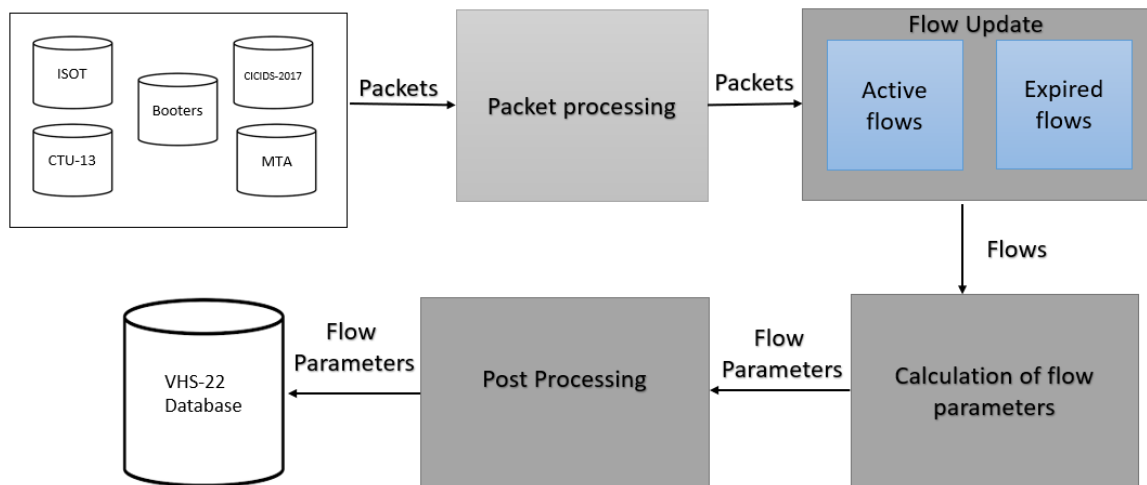 ISOT
CICIDS-2017
Booters
CTU-13
MTA
Packets
Packet processing
Packets
Flow Update
Active
flows
Expired
flows
Flows
Calculation of flow
parameters
Flow
Parameters
Post Processing
Flow
Parameters
VHS-22
Database